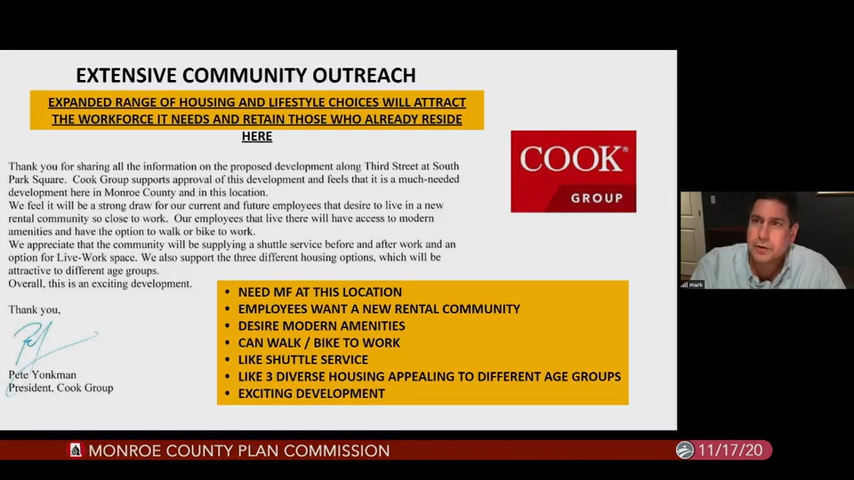 EXTENSIVE COMMUNITY OUTREACH
EXPANDED RANGE OF HOUSING AND LIFESTYLE CHOICES WILL ATTRACT
THE WORKFORCE IT NEEDS AND RETAIN THOSE WHO ALREADY RESIDE
HERE
Thank you for sharing all the information on the proposed development along Third Street at South
Park Square. Cook Group supports approval of this development and feels that it is a much-needed
development here in Monroe County and in this location.
We feel it will be a strong draw for our current and future employees that desire to live in a new
rental community so close to work. Our employees that live there will have access to modern
amenities and have the option to walk or bike to work.
We appreciate that the community will be supplying a shuttle service before and after work and an
option for Live-Work space. We also support the three different housing options, which will be
attractive to different age groups.
Overall, this is an exciting development.
Thank you,
Pete Yonkman
President, Cook Group
COOK®
GROUP
• NEED MF AT THIS LOCATION
• EMPLOYEES WANT A NEW RENTAL COMMUNITY
• DESIRE MODERN AMENITIES
• CAN WALK / BIKE TO WORK
• LIKE SHUTTLE SERVICE
• LIKE 3 DIVERSE HOUSING APPEALING TO DIFFERENT AGE GROUPS
• EXCITING DEVELOPMENT
mark
MONROE COUNTY PLAN COMMISSION
11/17/20